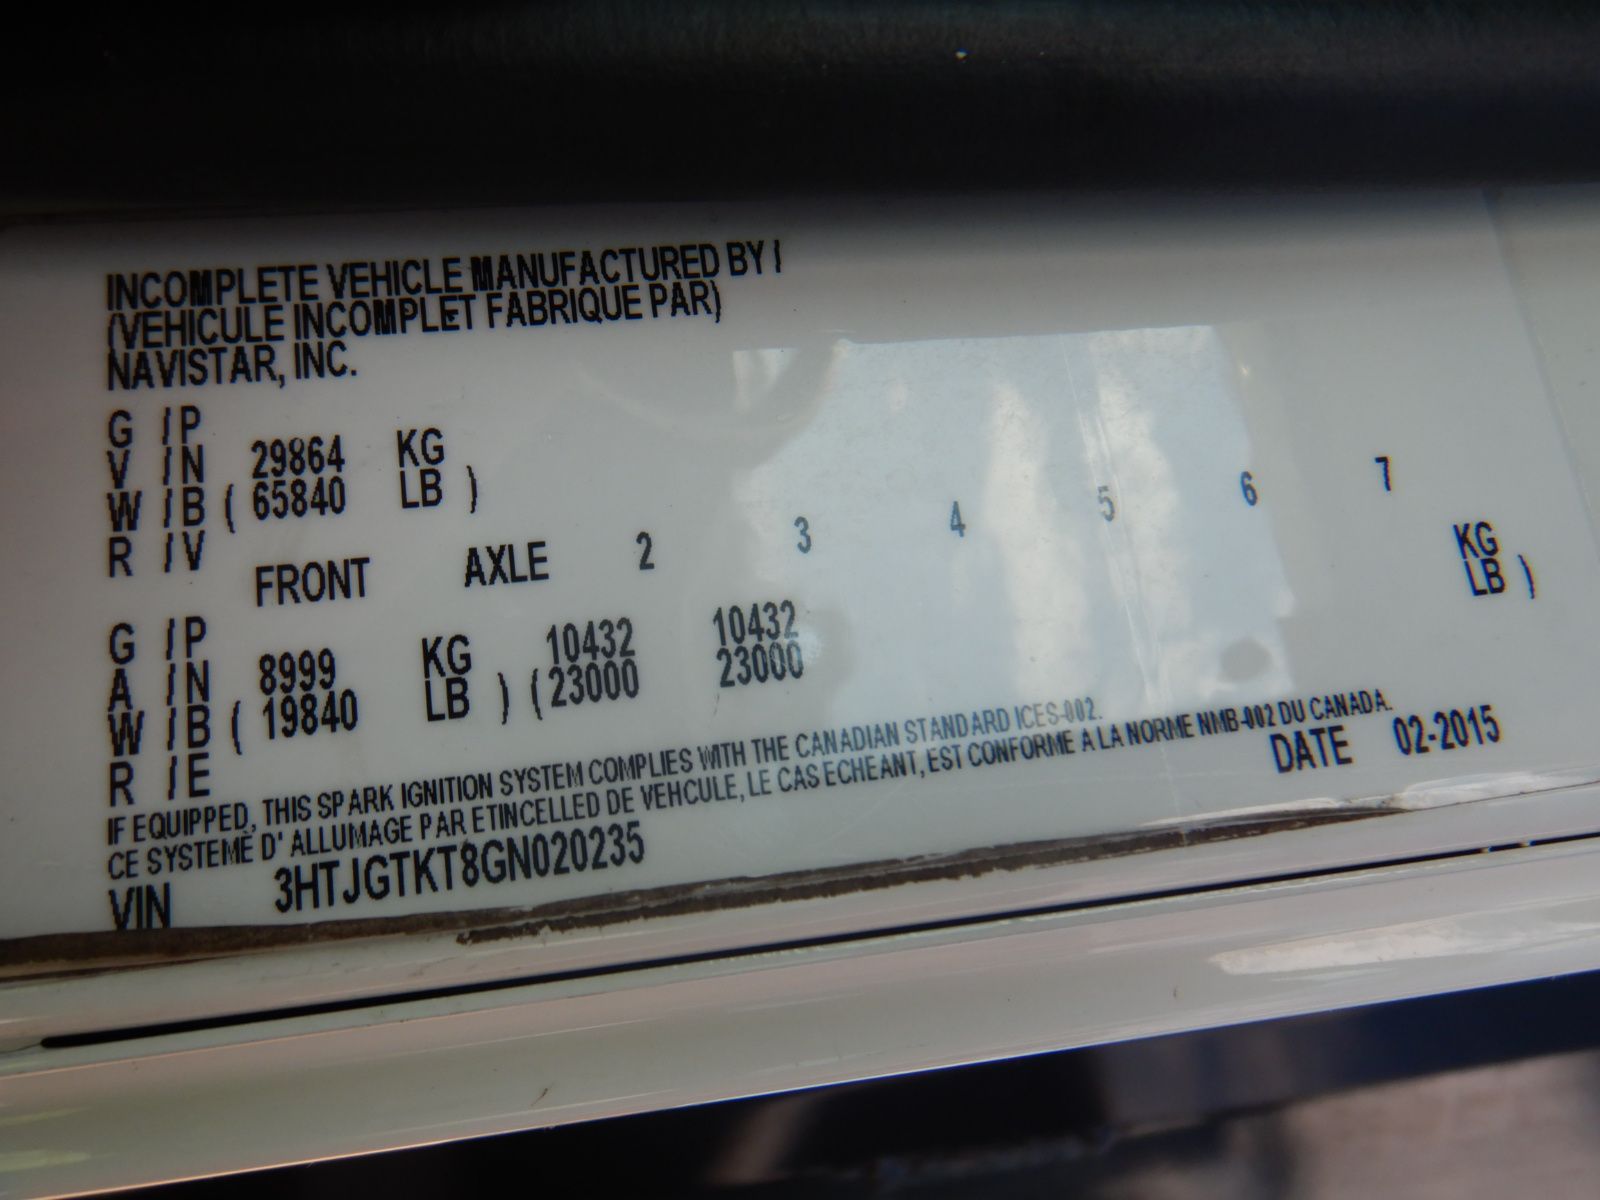 INCOMPLETE VEHICLE MANUFACTURED BY /
(VEHICULE INCOMPLET FABRIQUE PAR)
NAVISTAR, INC.
G /P
V /N 29864 KG
W /B ( 65840 LB )
R /V
FRONT AXLE 2 3 4 5 6 7
G /P
A /N 8999 KG 10432 10432 KG
W /B ( 19840 LB ) ( 23000 23000 LB )
R /E
IF EQUIPPED, THIS SPARK IGNITION SYSTEM COMPLIES WITH THE CANADIAN STANDARD ICES-002.
CE SYSTEME D' ALLUMAGE PAR ETINCELLED DE VEHCULE, LE CAS ECHEANT, EST CONFORME A LA NORME NMB-002 DU CANADA.
VIN 3HTJGTKT8GN020235 DATE 02-2015